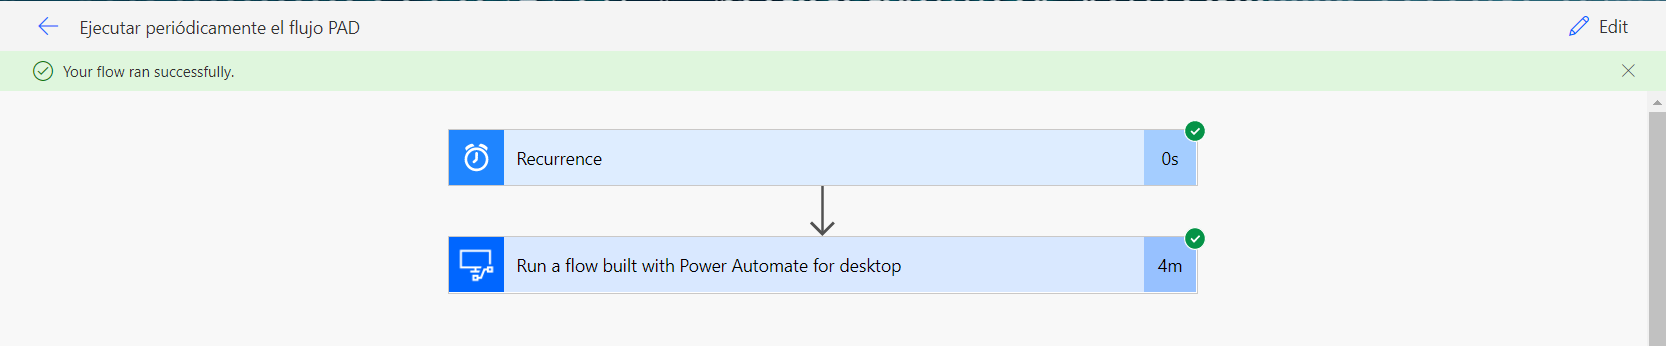 Ejecutar periódicamente el flujo PAD
Edit
Your flow ran successfully.
Recurrence
0s
Run a flow built with Power Automate for desktop
4m